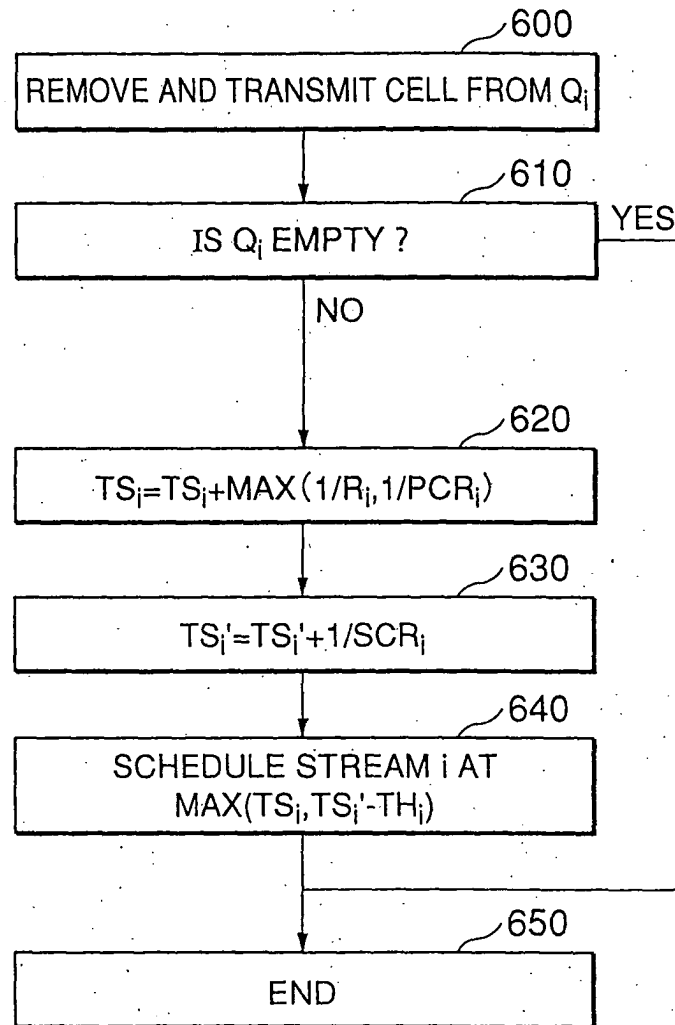 600
REMOVE AND TRANSMIT CELL FROM Qi
610
IS Qi EMPTY ?
YES
NO
620
TSi=TSi+MAX(1/Ri,1/PCRi)
630
TSi'=TSi'+1/SCRi
640
SCHEDULE STREAM i AT
MAX(TSi,TSi'-THi)
650
END